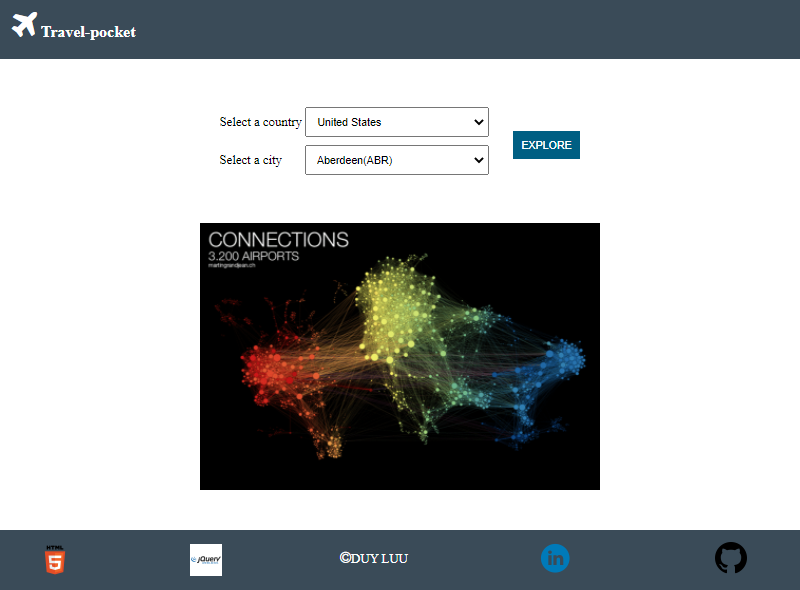 Travel-pocket
Select a country
United States
Select a city
Aberdeen(ABR)
EXPLORE
CONNECTIONS
3.200 AIRPORTS
martingrandjean.ch
HTML
5
jQuery
©DUY LUU
in